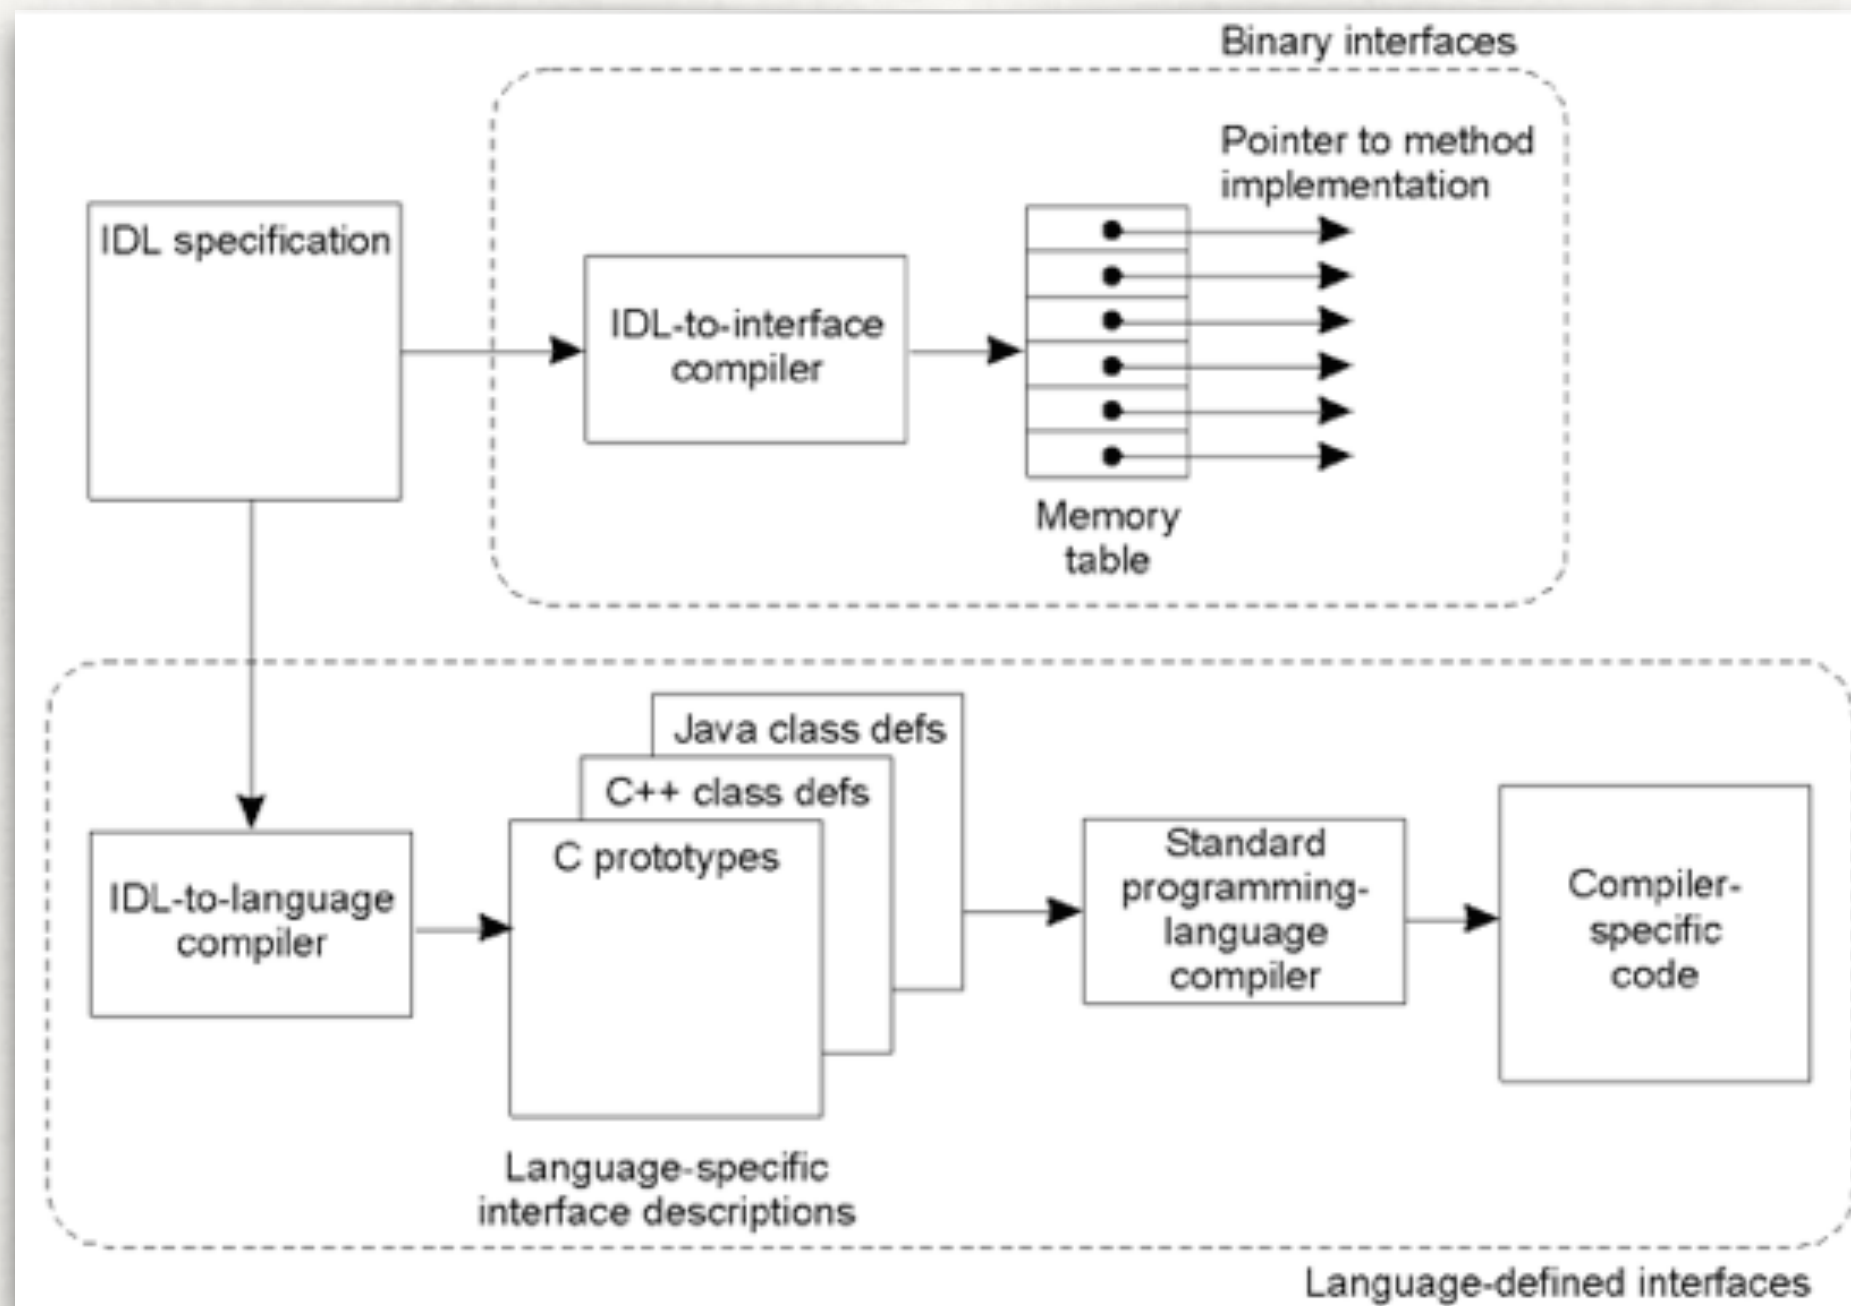 Binary interfaces
Pointer to method
implementation
IDL specification
IDL-to-interface
compiler
Memory
table
Java class defs
C++ class defs
C prototypes
IDL-to-language
compiler
Standard
programming-
language
compiler
Compiler-
specific
code
Language-specific
interface descriptions
Language-defined interfaces